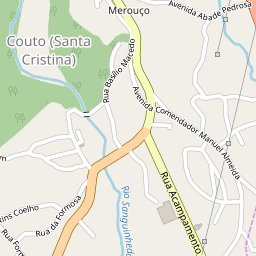 Merouço
Avenida Abade Pedrosa
Couto (Santa
Cristina)
Rua Basílio Macedo
Avenida Comendador Manuel Almeida
Rua Acampamento
Rio Sanguinhedo
Coelho
Rua da Formosa